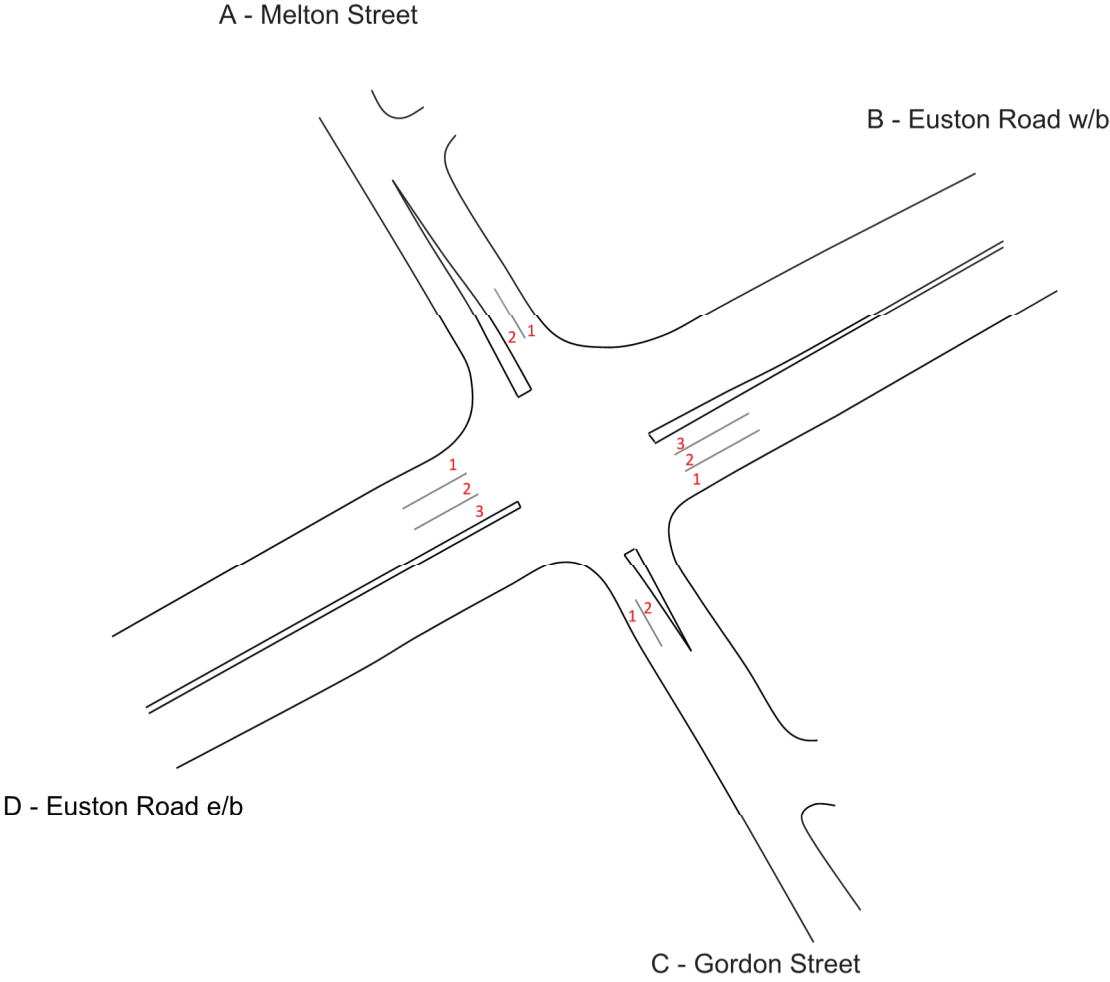 A - Melton Street
B - Euston Road w/b
2 1
3
2
1
1
2
3
1 2
D - Euston Road e/b
C - Gordon Street